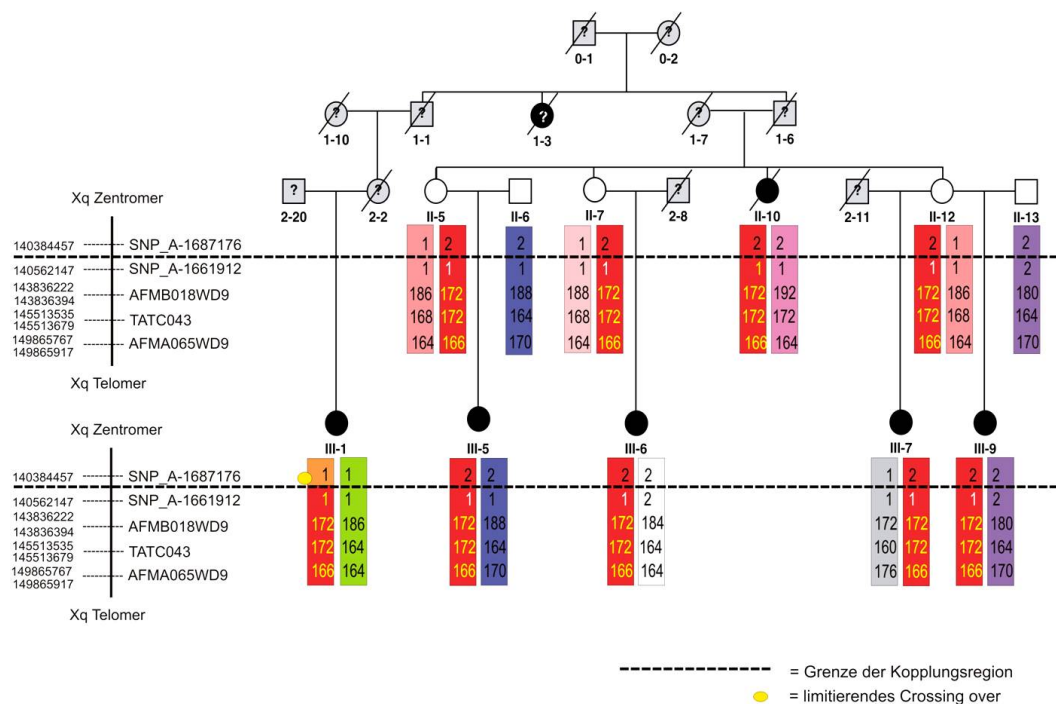 ? ?
0-1 0-2
? ? ? ? ?
1-10 1-1 1-3 1-7 1-6
Xq Zentromer
? ? ? ?
2-20 2-2 II-5 II-6 II-7 2-8 II-10 2-11 II-12 II-13
140384457 SNP_A-1687176 1 2 2 1 2 2 2 2 1 2
140562147 SNP_A-1661912 1 1 1 1 1 1 1 1 1 2
143836222
143836394 AFMB018WD9 186 172 188 188 172 172 192 172 186 180
145513535
145513679 TATC043 168 172 164 168 172 172 172 172 168 164
149865767
149865917 AFMA065WD9 164 166 170 164 166 166 164 166 164 170
Xq Telomer
Xq Zentromer
III-1 III-5 III-6 III-7 III-9
140384457 SNP_A-1687176 1 1 2 2 2 2 1 2 2 2
140562147 SNP_A-1661912 1 1 1 1 1 2 1 1 1 2
143836222
143836394 AFMB018WD9 172 186 172 188 172 184 172 172 172 180
145513535
145513679 TATC043 172 164 172 164 172 164 160 172 172 164
149865767
149865917 AFMA065WD9 166 164 166 170 166 164 176 166 166 170
Xq Telomer
= Grenze der Kopplungsregion
= limitierendes Crossing over